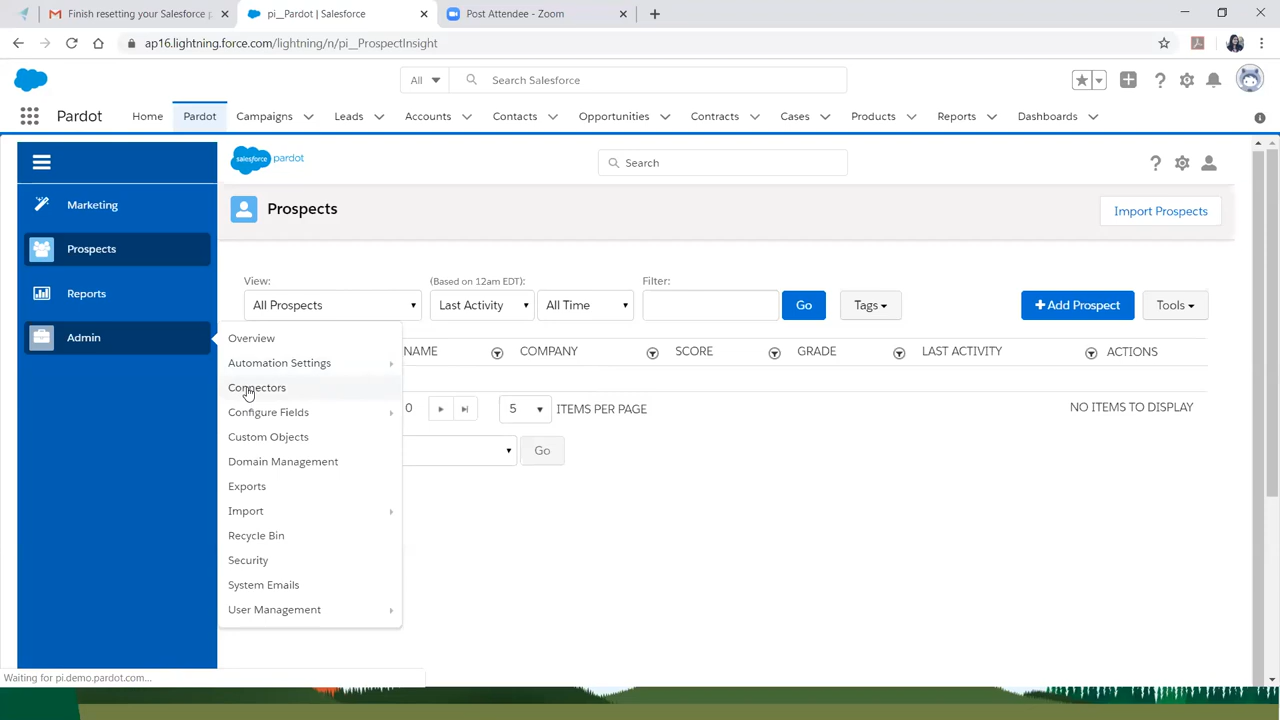 Finish resetting your Salesforce p
pi__Pardot | Salesforce
Post Attendee - Zoom
ap16.lightning.force.com/lightning/n/pi__ProspectInsight
All
Search Salesforce
Pardot
Home
Pardot
Campaigns
Leads
Accounts
Contacts
Opportunities
Contracts
Cases
Products
Reports
Dashboards
salesforce pardot
Search
Marketing
Prospects
Reports
Admin
Prospects
Import Prospects
View:
(Based on 12am EDT):
Filter:
All Prospects
Last Activity
All Time
Go
Tags
+Add Prospect
Tools
Overview
Automation Settings
Connectors
Configure Fields
Custom Objects
Domain Management
Exports
Import
Recycle Bin
Security
System Emails
User Management
NAME
COMPANY
SCORE
GRADE
LAST ACTIVITY
ACTIONS
0
5
ITEMS PER PAGE
NO ITEMS TO DISPLAY
Go
Waiting for pi.demo.pardot.com...